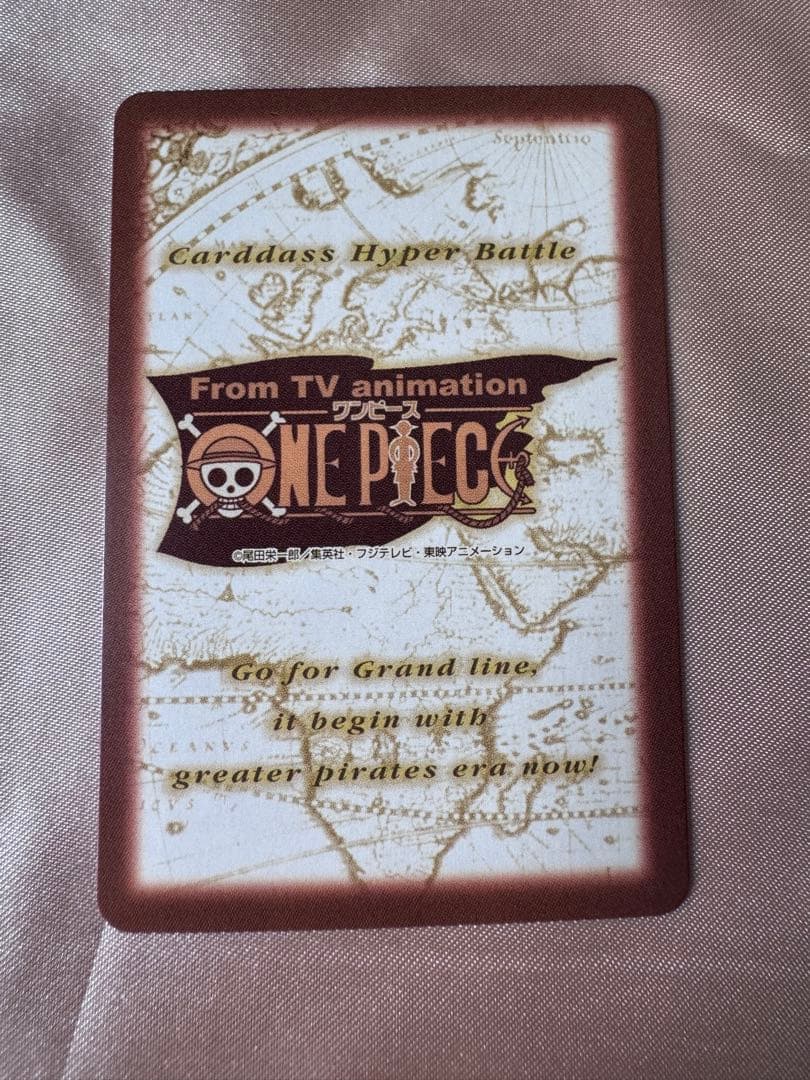 Septentrio
Carddass Hyper Battle
From TV animation
ワンピース
ONE PIECE
©尾田栄一郎/集英社・フジテレビ・東映アニメーション
Go for Grand line,
it begin with
OCEANVS
greater pirates era now!